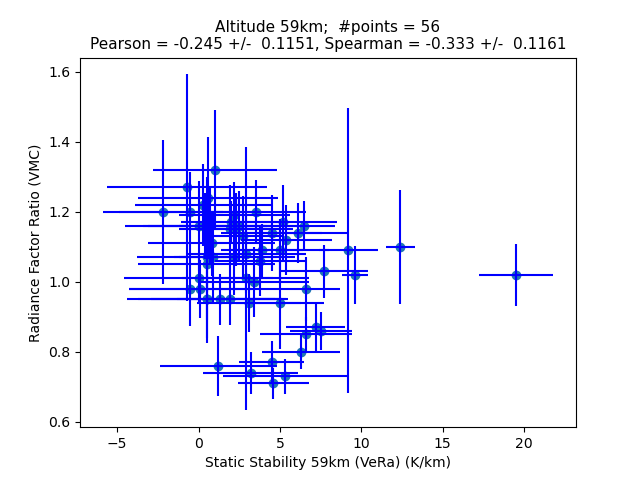 Altitude 59km;  #points = 56
Pearson = -0.245 +/-  0.1151, Spearman = -0.333 +/-  0.1161
1.6
1.4
1.2
1.0
0.8
0.6
Radiance Factor Ratio (VMC)
−5 0 5 10 15 20
Static Stability 59km (VeRa) (K/km)